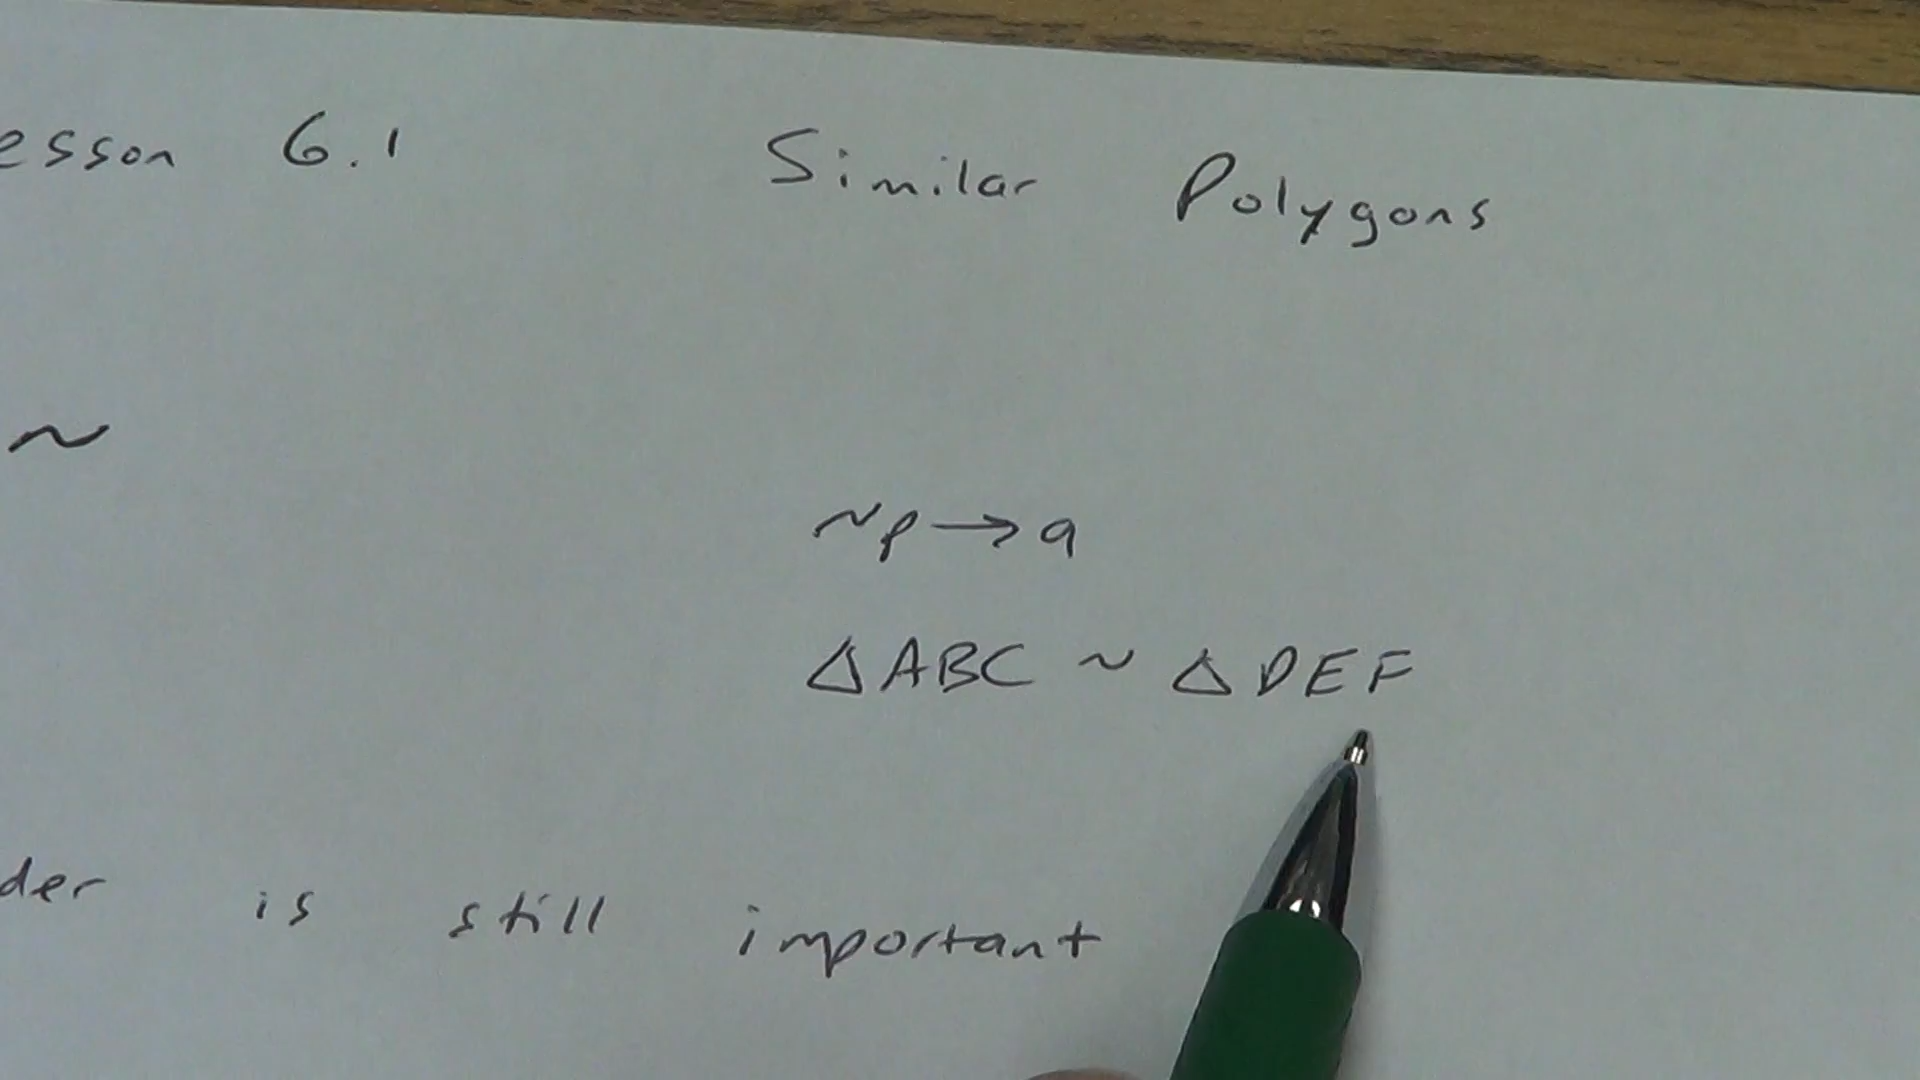 esson 6.1 Similar Polygons
~
~p → q
△ABC ~ △DEF
der is still important